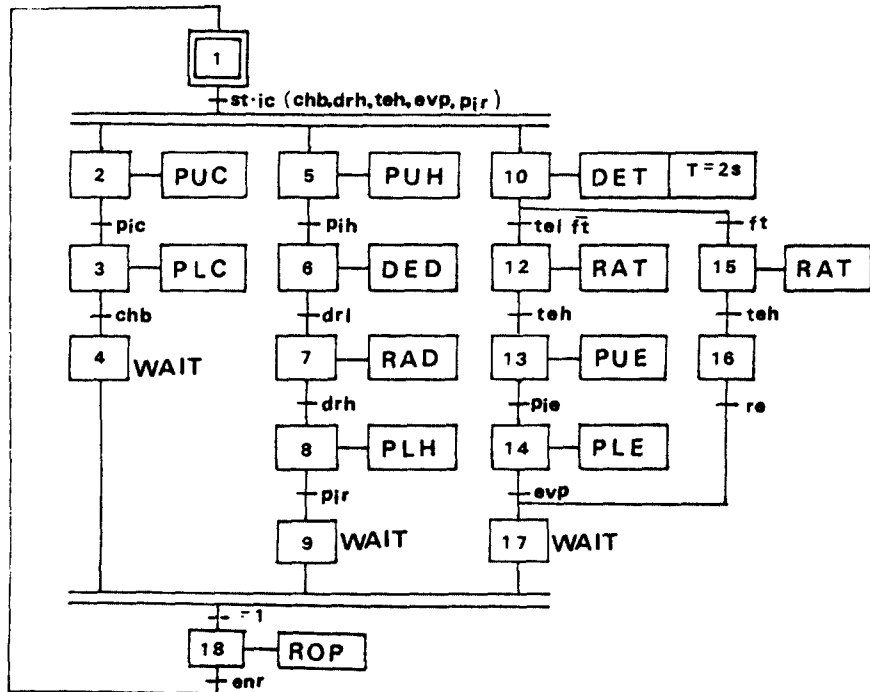 1
st·ic (chb,drh,teh,evp,pir)
2 PUC 5 PUH 10 DET T=2s
pic pih tel f̅t̅ ft
3 PLC 6 DED 12 RAT 15 RAT
chb drl teh teh
4 WAIT 7 RAD 13 PUE 16
drh pie re
8 PLH 14 PLE
pir evp
9 WAIT 17 WAIT
=1
18 ROP
enr